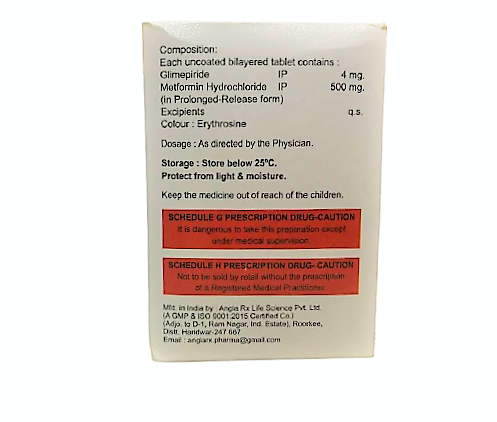 Composition:
Each uncoated bilayered tablet contains :
Glimepiride IP 4 mg.
Metformin Hydrochloride IP 500 mg.
(in Prolonged-Release form)
Excipients q.s.
Colour : Erythrosine
Dosage : As directed by the Physician.
Storage : Store below 25°C.
Protect from light & moisture.
Keep the medicine out of reach of the children.
SCHEDULE G PRESCRIPTION DRUG-CAUTION
It is dangerous to take this preparation except
under medical supervision.
SCHEDULE H PRESCRIPTION DRUG- CAUTION
Not to be sold by retail without the prescription
of a Registered Medical Practitioner.
Mfd. in India by : Angia Rx Life Science Pvt. Ltd.
(A GMP & ISO 9001:2015 Certified Co.)
(Adjo. to D-1, Ram Nagar, Ind. Estate), Roorkee,
Distt. Haridwar-247 667
Email : angiarx.pharma@gmail.com